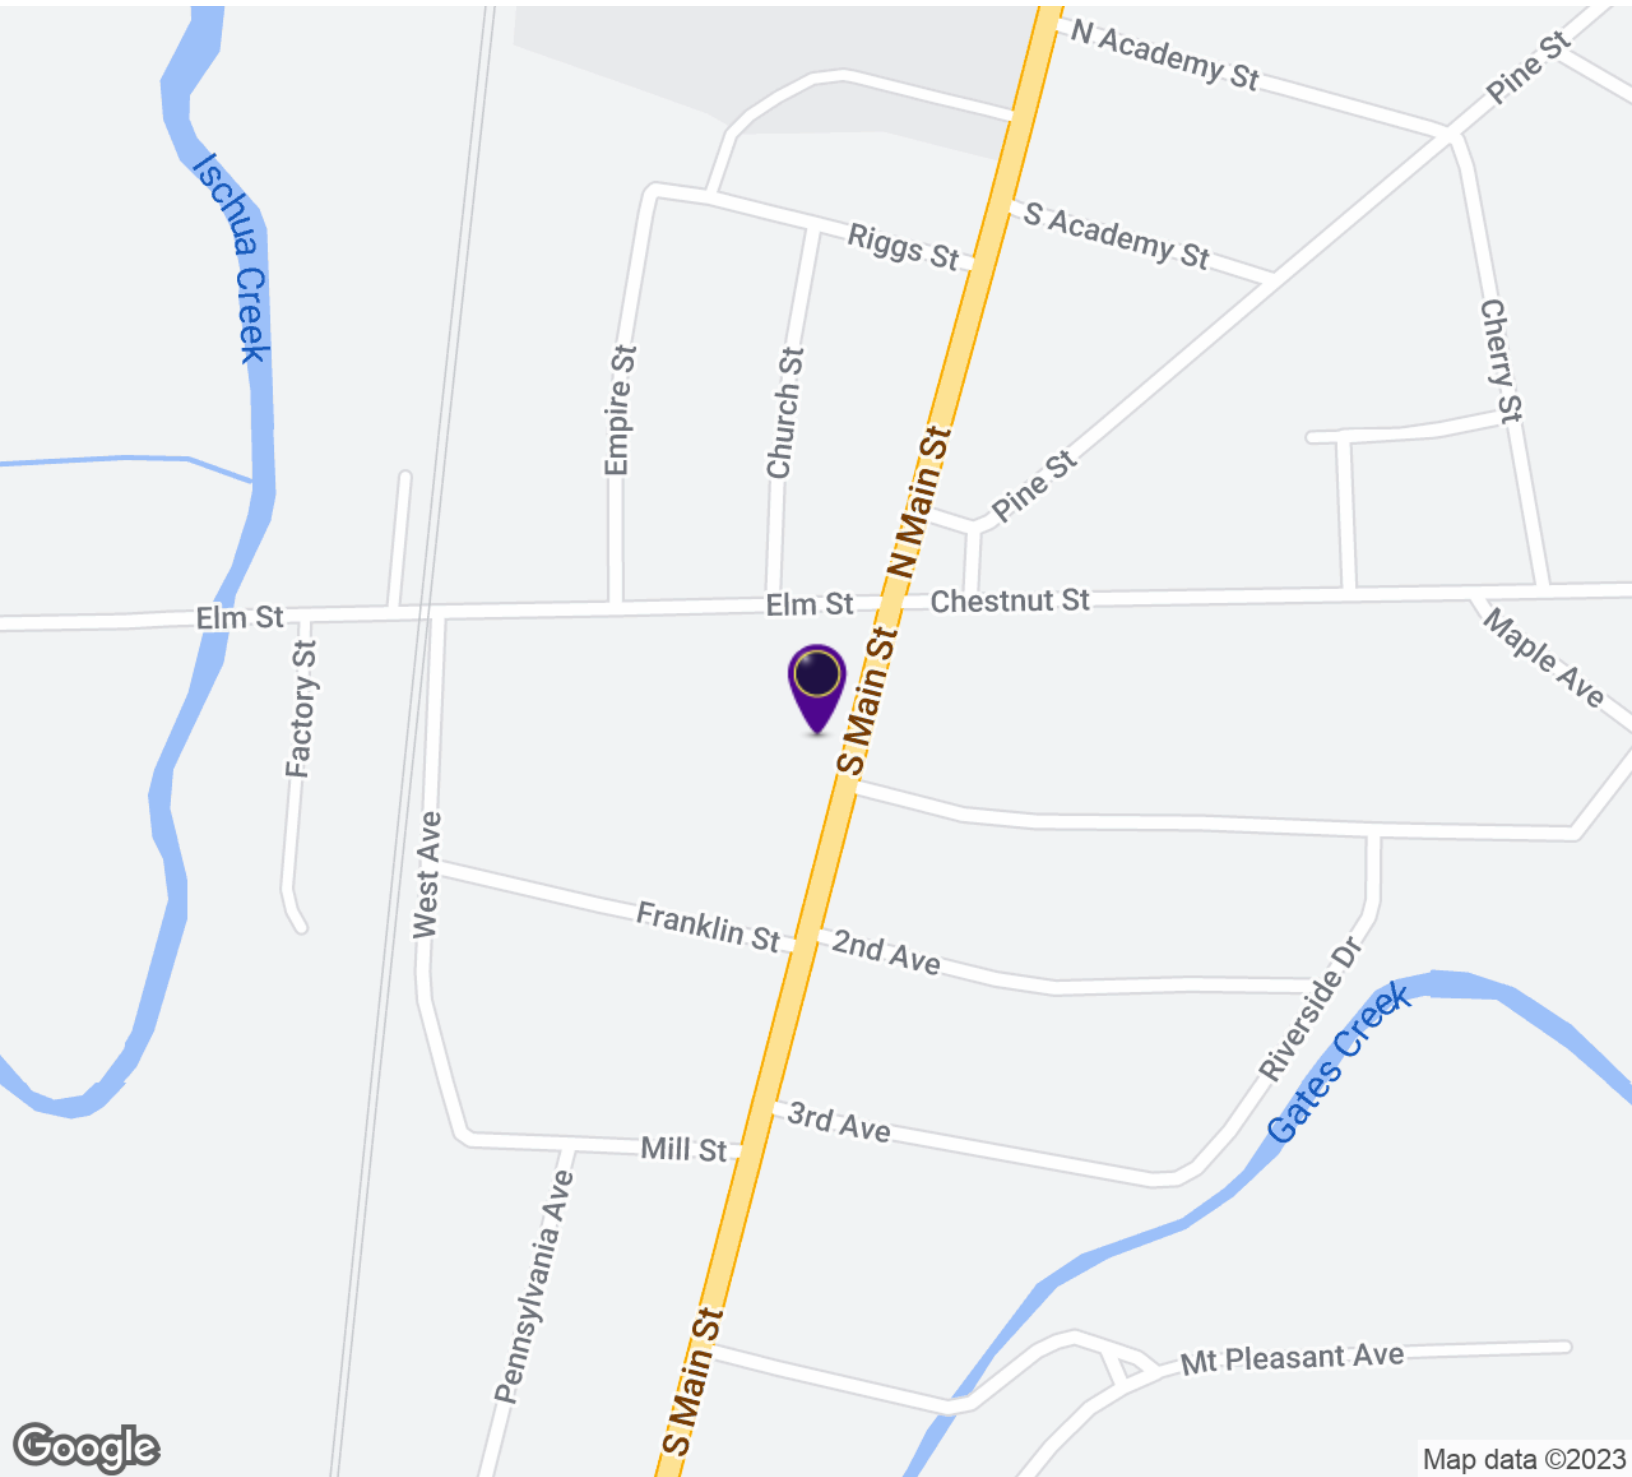 N Academy St
Pine St
Ischua Creek
S Academy St
Riggs St
Cherry St
Empire St
Church St
N Main St
Pine St
Elm St
Elm St
Chestnut St
Maple Ave
Factory St
S Main St
West Ave
Franklin St
2nd Ave
Riverside Dr
Gates Creek
3rd Ave
Mill St
Pennsylvania Ave
S Main St
Mt Pleasant Ave
Google
Map data ©2023